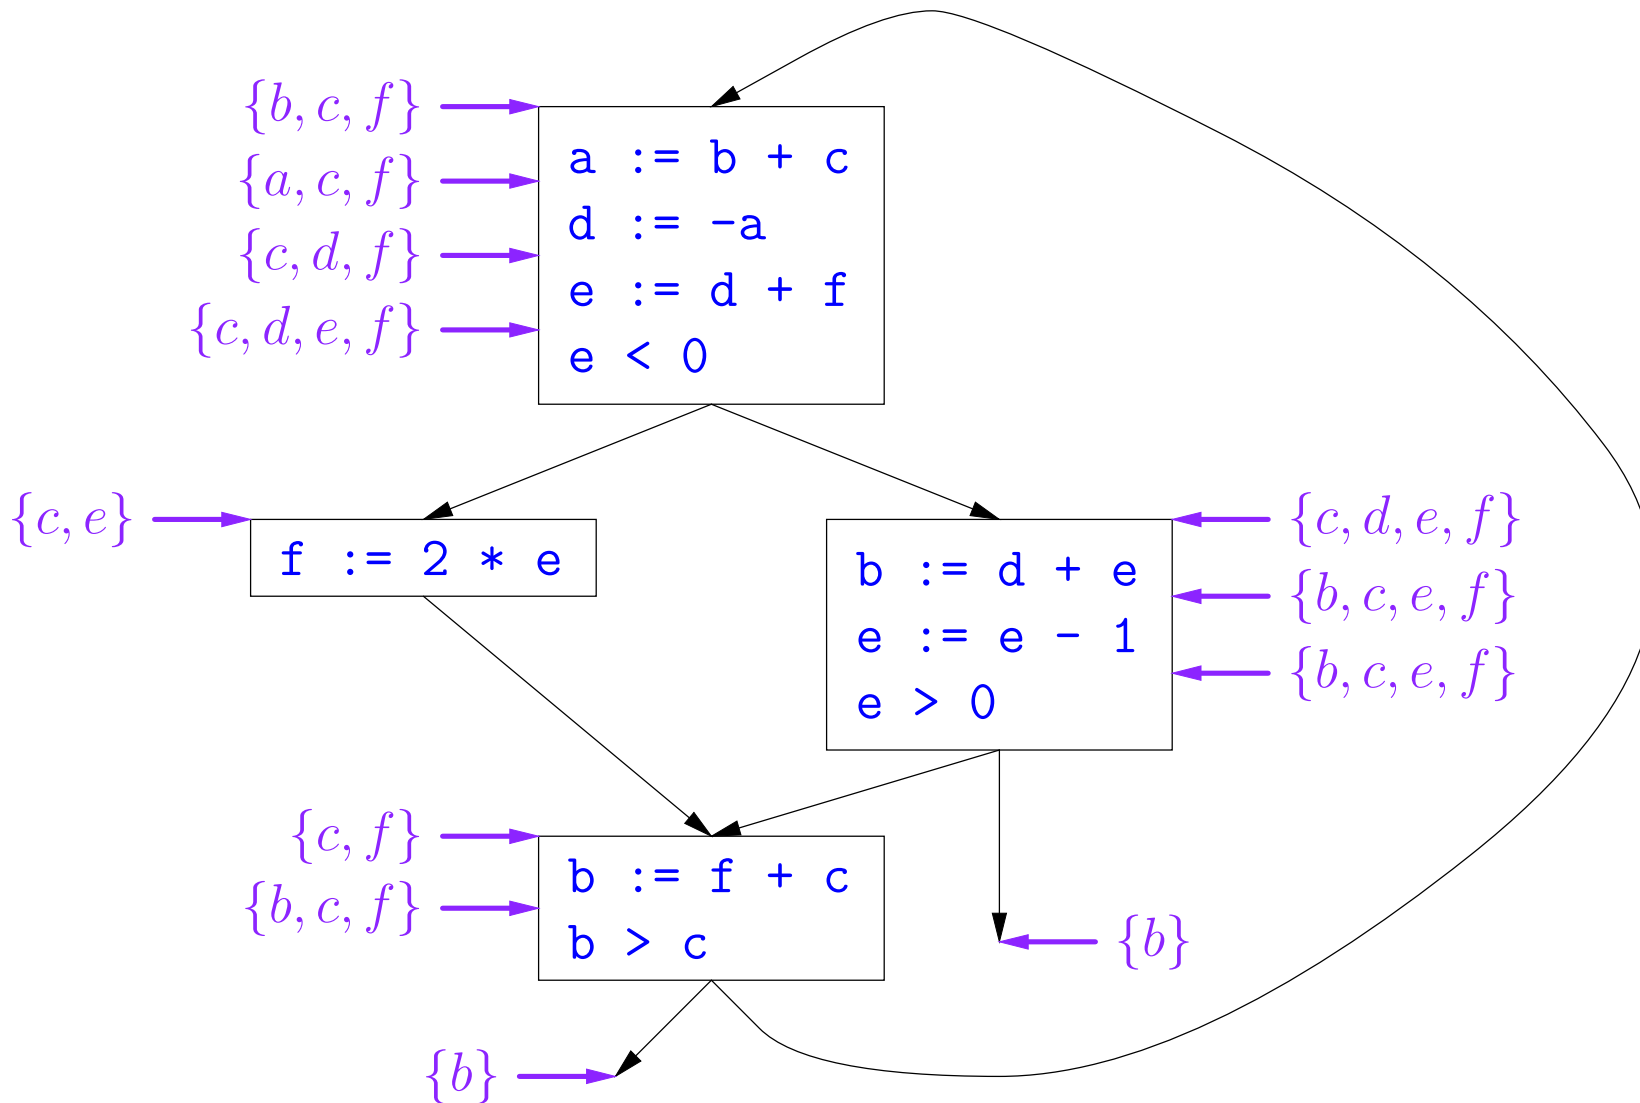 {b, c, f}
a := b + c
{a, c, f}
d := -a
{c, d, f}
e := d + f
{c, d, e, f}
e < 0
{c, e}
f := 2 * e
{c, d, e, f}
b := d + e
{b, c, e, f}
e := e - 1
{b, c, e, f}
e > 0
{c, f}
b := f + c
{b, c, f}
b > c
{b}
{b}